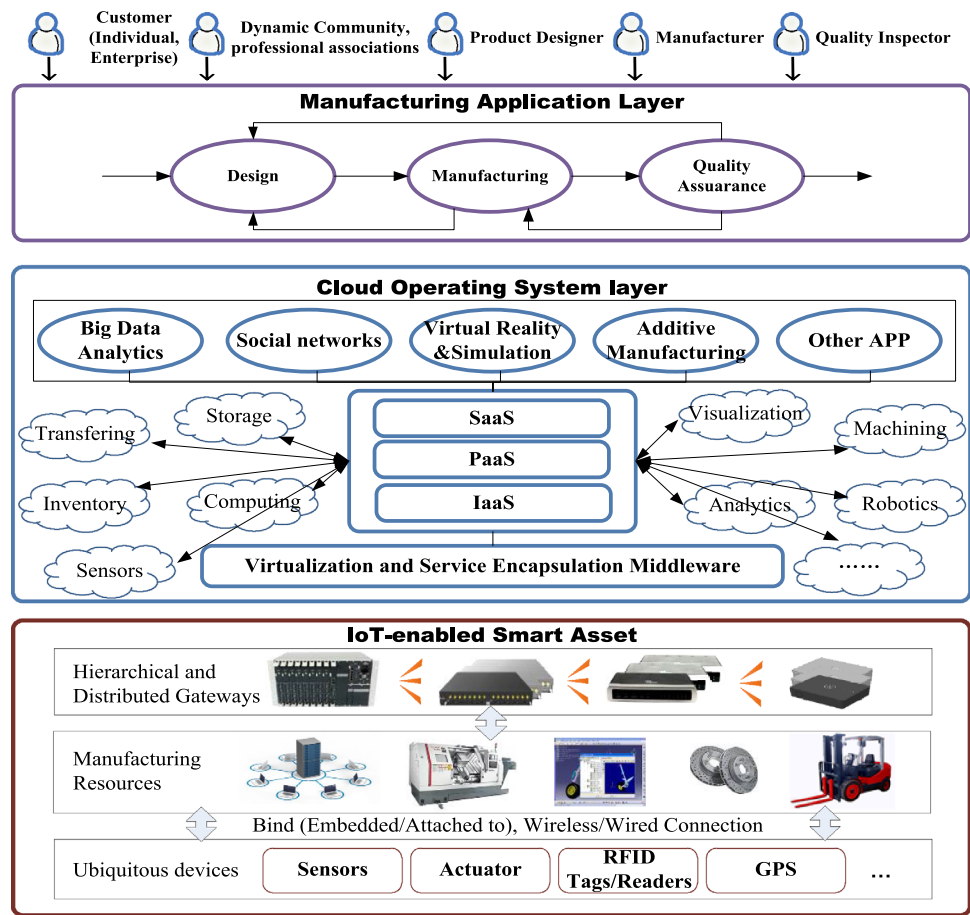 Customer
(Individual,
Enterprise)
Dynamic Community,
professional associations
Product Designer
Manufacturer
Quality Inspector
Manufacturing Application Layer
Design
Manufacturing
Quality
Assuarance
Cloud Operating System layer
Big Data
Analytics
Social networks
Virtual Reality
&Simulation
Additive
Manufacturing
Other APP
Storage
Transfering
Inventory
Computing
Sensors
SaaS
PaaS
IaaS
Visualization
Machining
Analytics
Robotics
……
Virtualization and Service Encapsulation Middleware
IoT-enabled Smart Asset
Hierarchical and
Distributed Gateways
Manufacturing
Resources
Bind (Embedded/Attached to), Wireless/Wired Connection
Ubiquitous devices
Sensors
Actuator
RFID
Tags/Readers
GPS
...